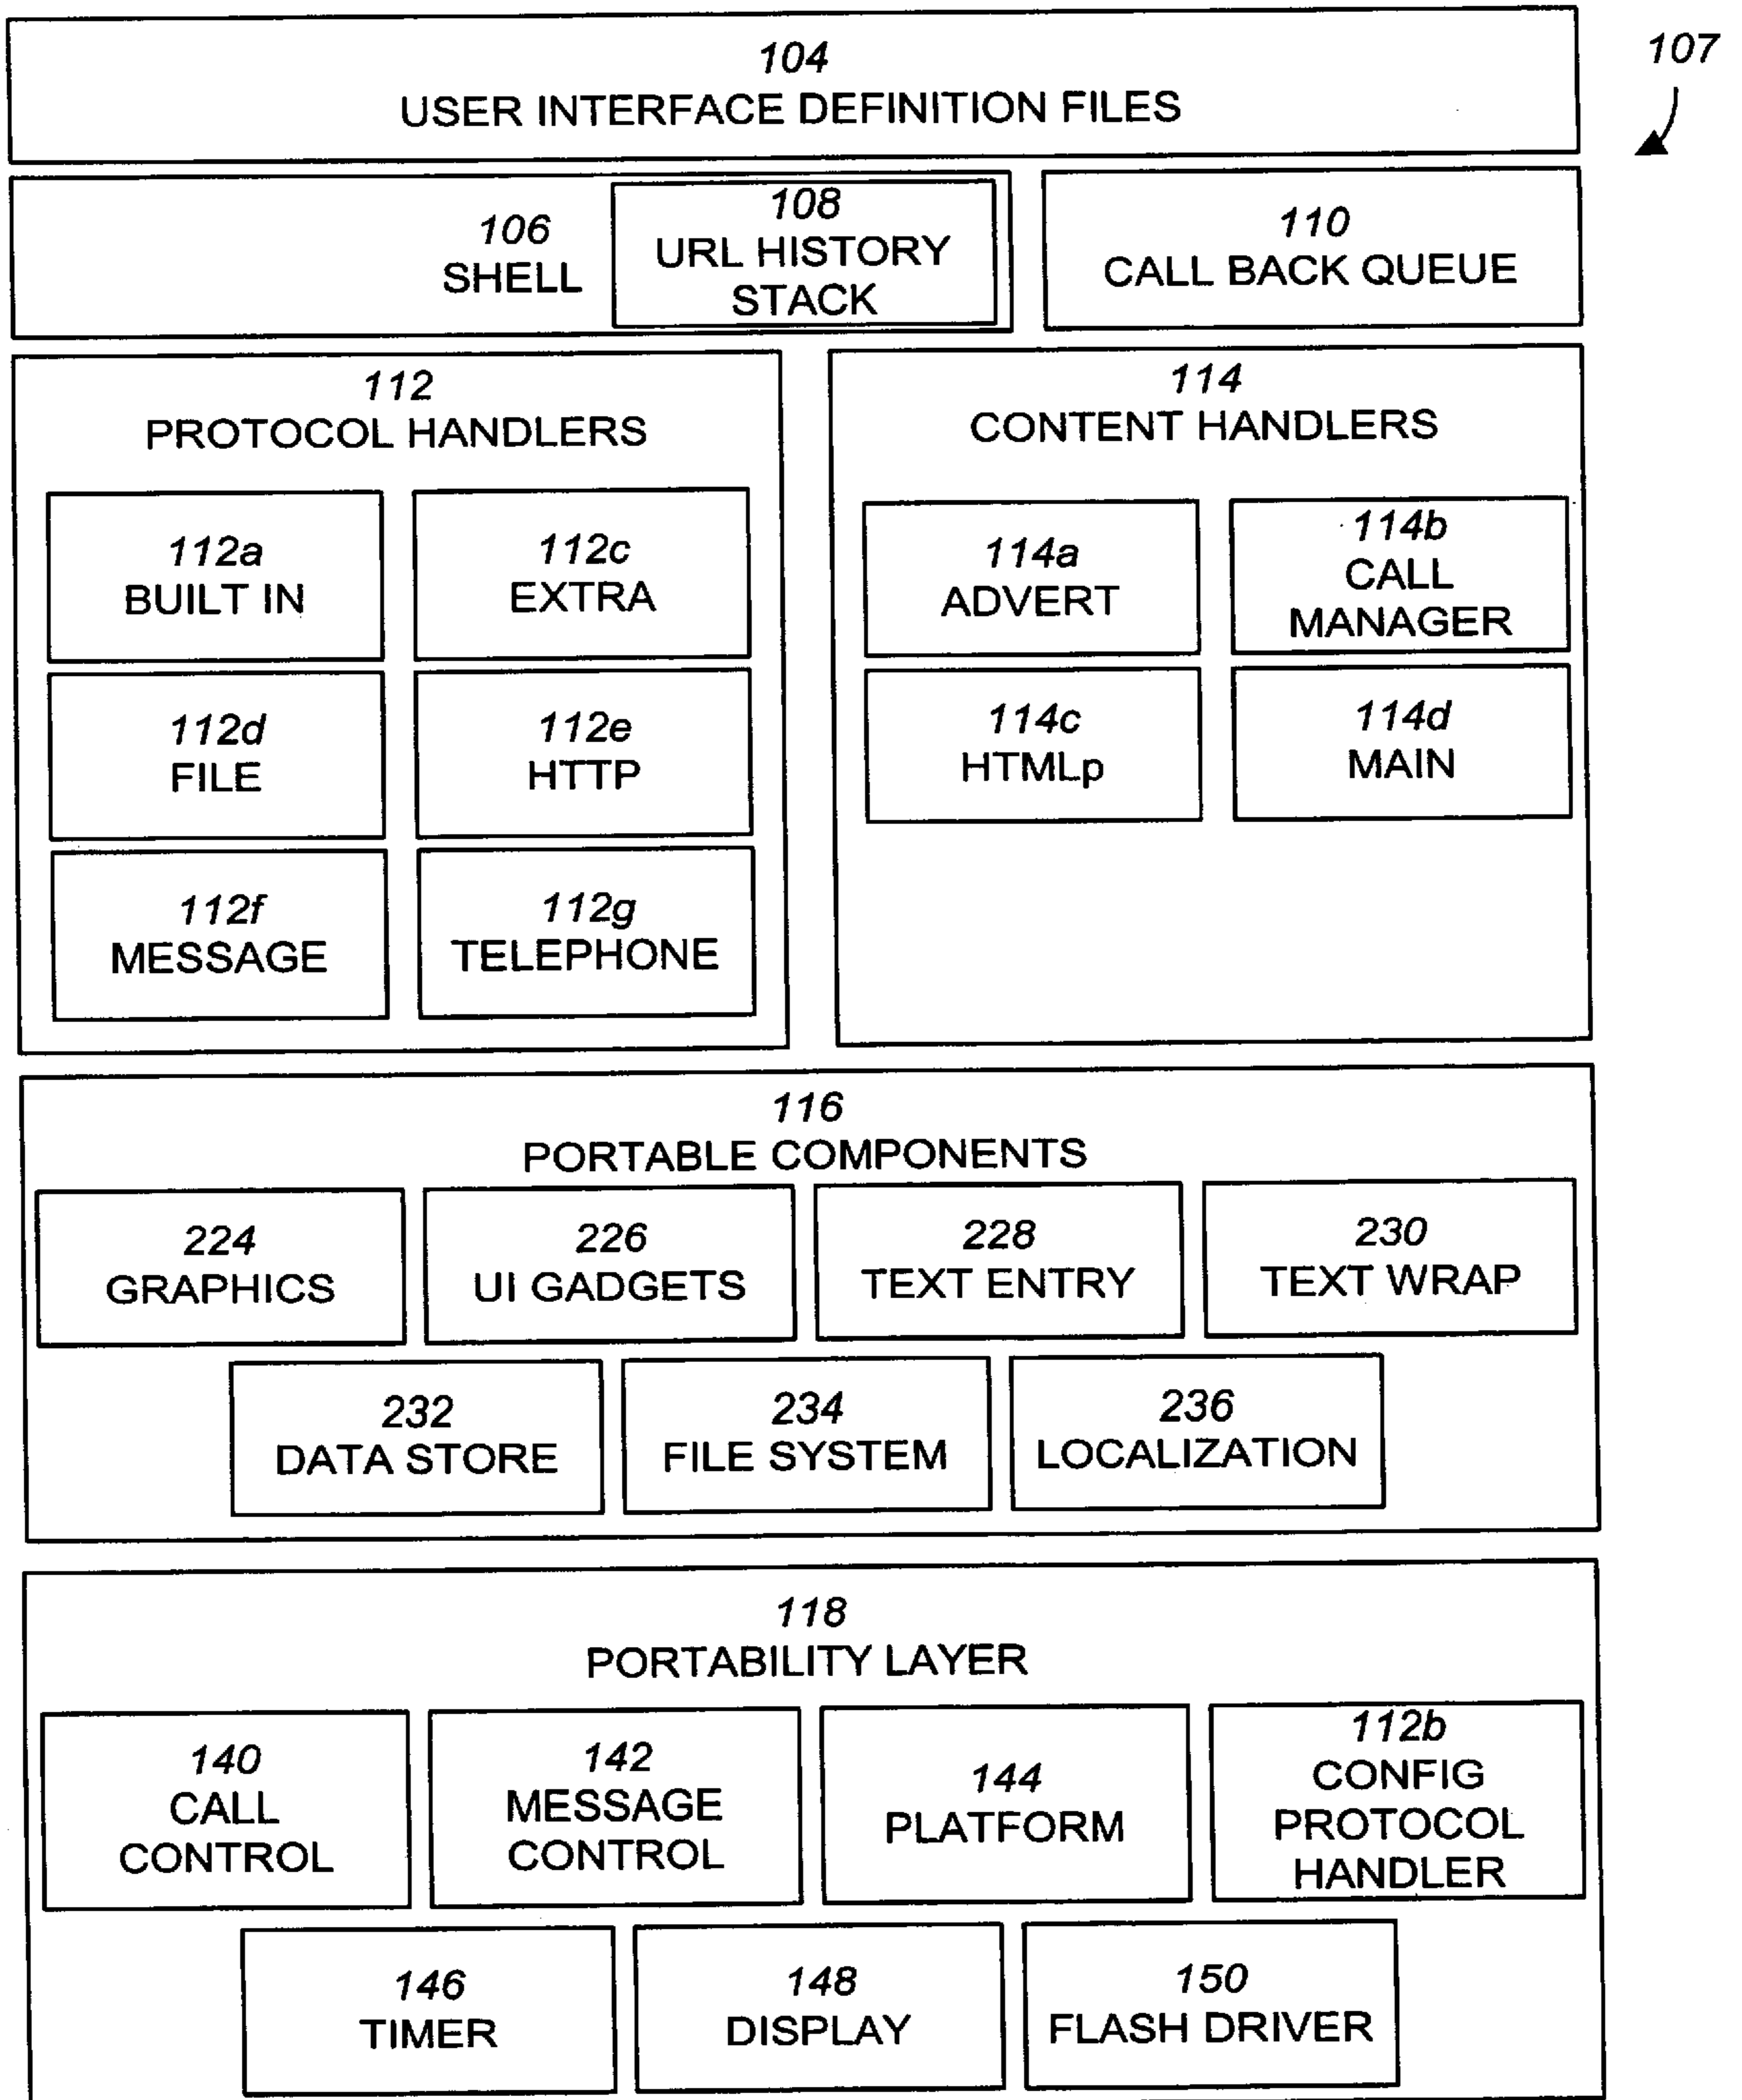 104
USER INTERFACE DEFINITION FILES
107
106
SHELL
108
URL HISTORY
STACK
110
CALL BACK QUEUE
112
PROTOCOL HANDLERS
112a
BUILT IN
112c
EXTRA
112d
FILE
112e
HTTP
112f
MESSAGE
112g
TELEPHONE
114
CONTENT HANDLERS
114a
ADVERT
114b
CALL
MANAGER
114c
HTMLp
114d
MAIN
116
PORTABLE COMPONENTS
224
GRAPHICS
226
UI GADGETS
228
TEXT ENTRY
230
TEXT WRAP
232
DATA STORE
234
FILE SYSTEM
236
LOCALIZATION
118
PORTABILITY LAYER
140
CALL
CONTROL
142
MESSAGE
CONTROL
144
PLATFORM
112b
CONFIG
PROTOCOL
HANDLER
146
TIMER
148
DISPLAY
150
FLASH DRIVER